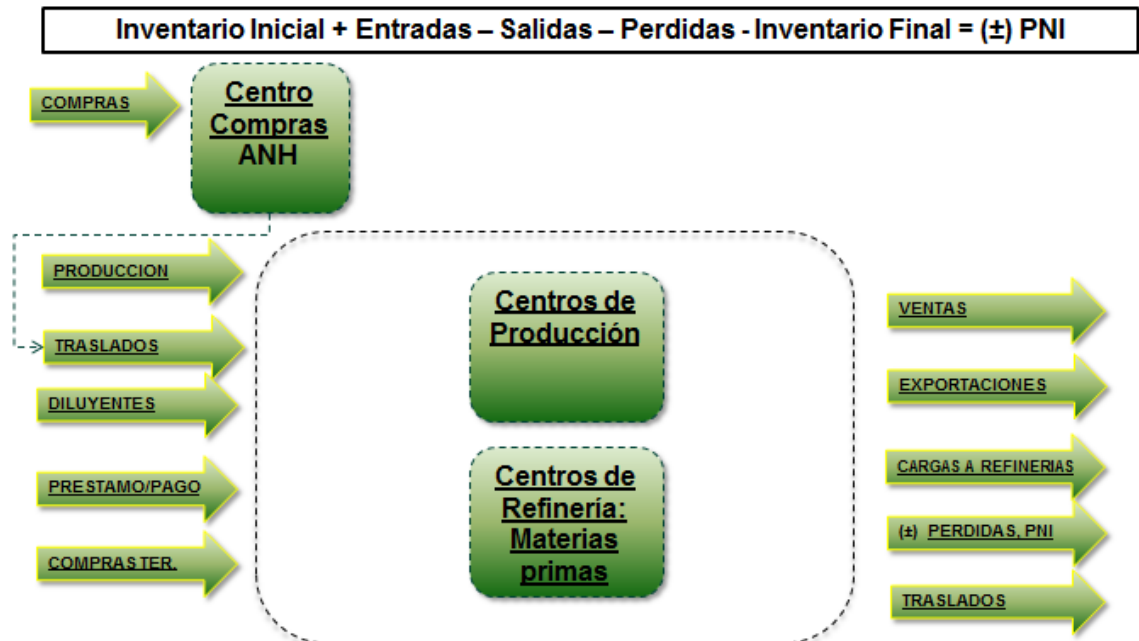 Inventario Inicial + Entradas – Salidas – Perdidas - Inventario Final = (±) PNI
COMPRAS
Centro
Compras
ANH
PRODUCCION
TRASLADOS
DILUYENTES
PRESTAMO/PAGO
COMPRAS TER.
Centros de
Producción
Centros de
Refinería:
Materias
primas
VENTAS
EXPORTACIONES
CARGAS A REFINERIAS
(±) PERDIDAS, PNI
TRASLADOS